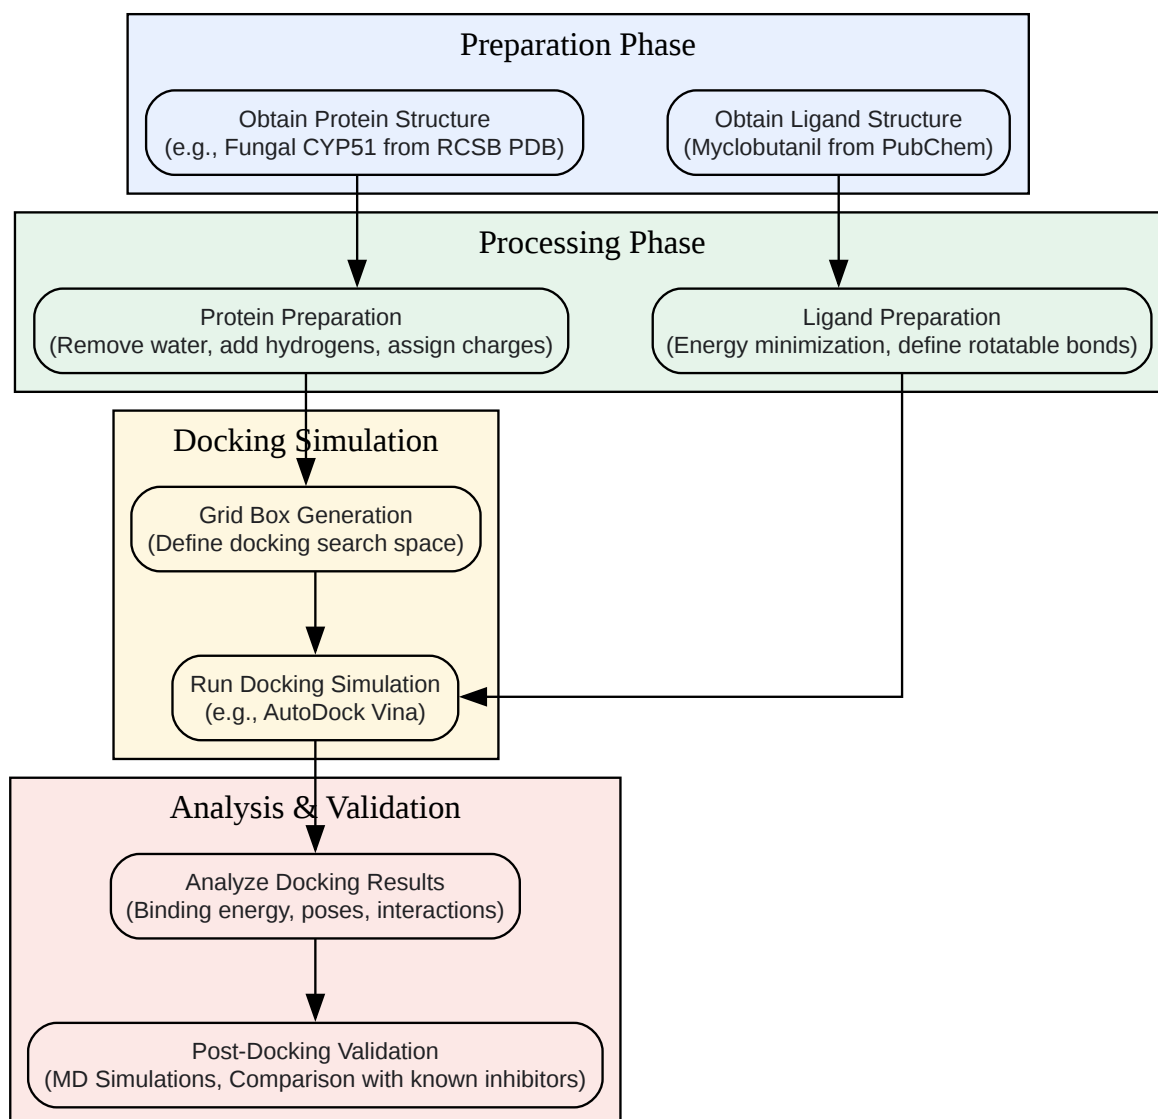 Preparation Phase
Obtain Protein Structure
(e.g., Fungal CYP51 from RCSB PDB)
Obtain Ligand Structure
(Myclobutanil from PubChem)
Processing Phase
Protein Preparation
(Remove water, add hydrogens, assign charges)
Ligand Preparation
(Energy minimization, define rotatable bonds)
Docking Simulation
Grid Box Generation
(Define docking search space)
Run Docking Simulation
(e.g., AutoDock Vina)
Analysis & Validation
Analyze Docking Results
(Binding energy, poses, interactions)
Post-Docking Validation
(MD Simulations, Comparison with known inhibitors)